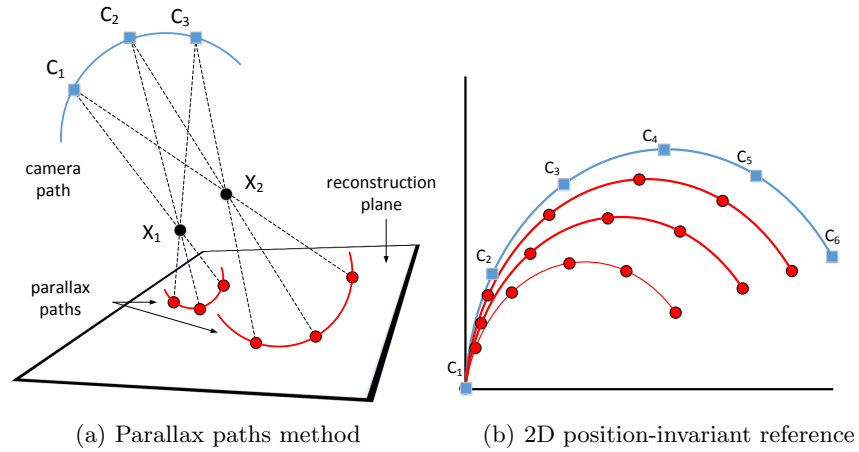 C1
C2
C3
camera
path
X1
X2
reconstruction
plane
parallax
paths
(a) Parallax paths method
C1
C2
C3
C4
C5
C6
(b) 2D position-invariant reference